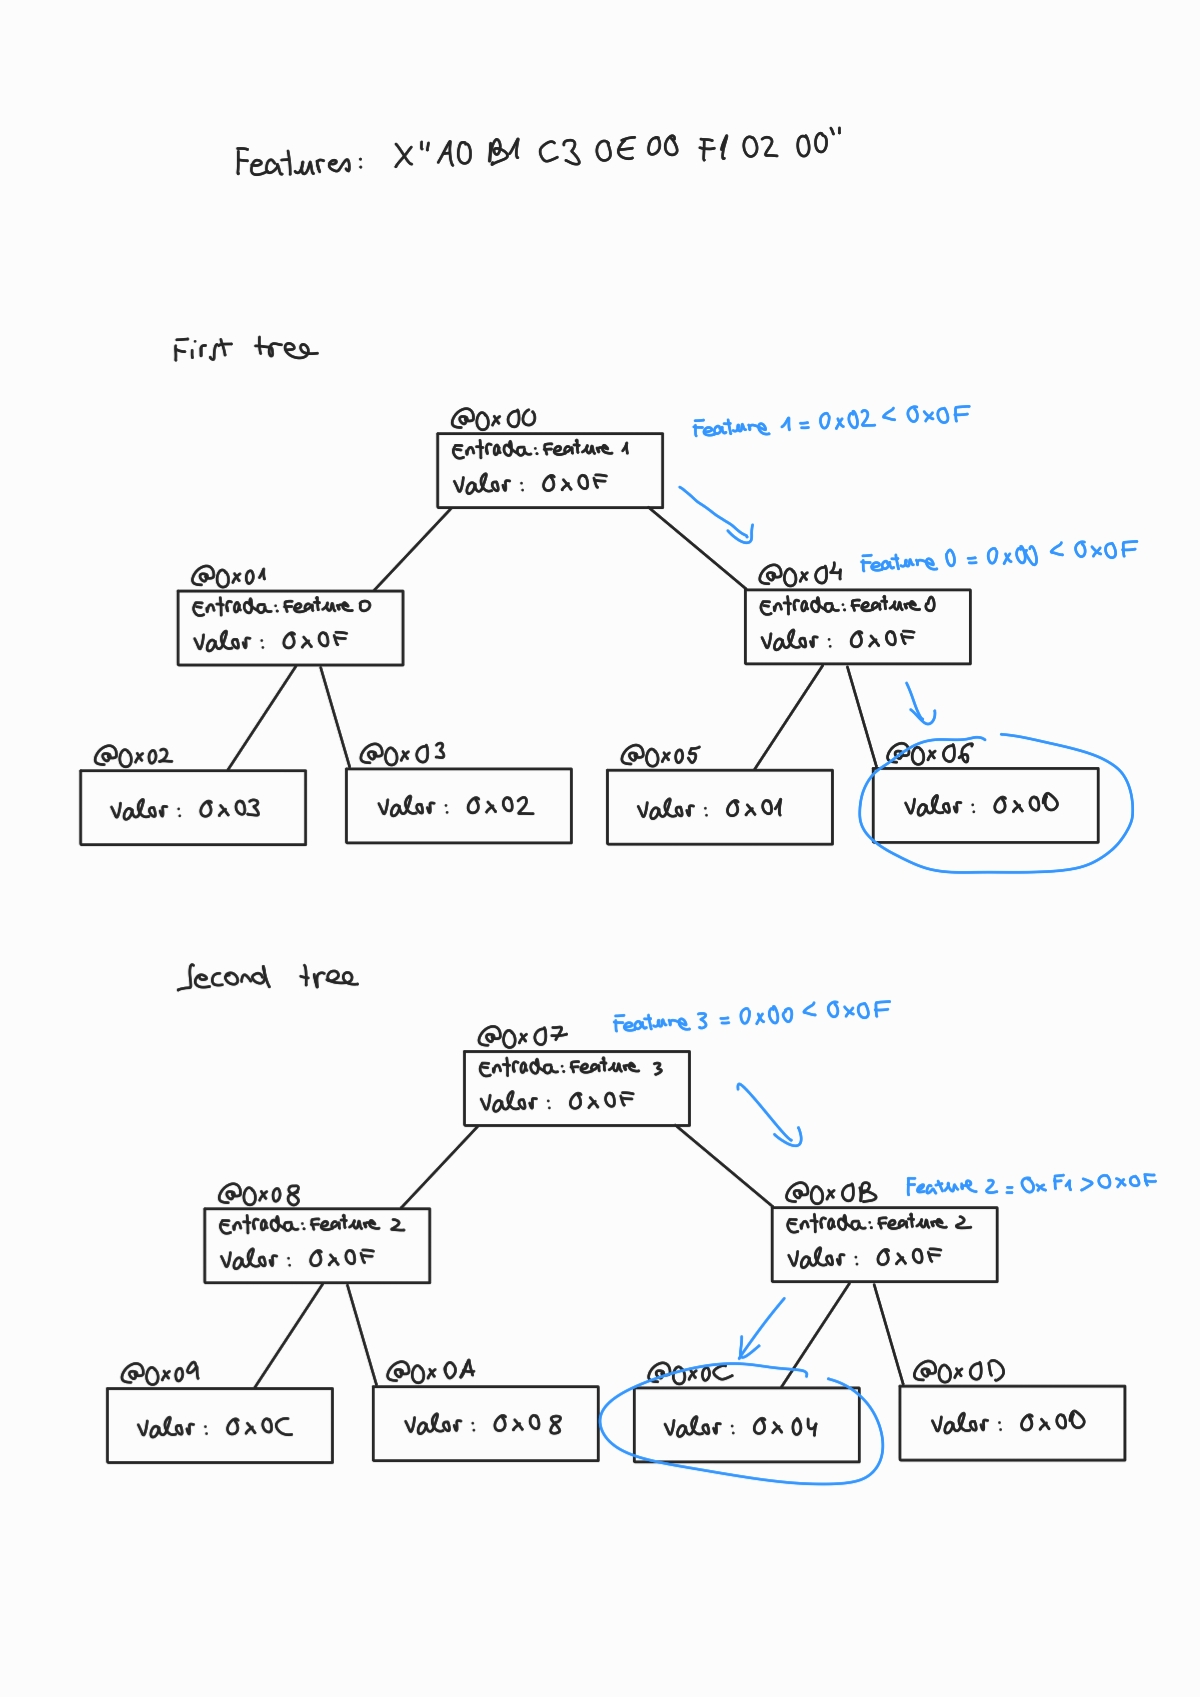 Features: X"A0 B1 C3 0E 00 F1 02 00"
First tree
@0x00
Entrada: Feature 1
Valor: 0x0F
Feature 1 = 0x02 < 0x0F
@0x01
Entrada: Feature 0
Valor: 0x0F
@0x04
Entrada: Feature 0
Valor: 0x0F
Feature 0 = 0x00 < 0x0F
@0x02
Valor: 0x03
@0x03
Valor: 0x02
@0x05
Valor: 0x01
@0x06
Valor: 0x00
Second tree
@0x07
Entrada: Feature 3
Valor: 0x0F
Feature 3 = 0x00 < 0x0F
@0x08
Entrada: Feature 2
Valor: 0x0F
@0x0B
Entrada: Feature 2
Valor: 0x0F
Feature 2 = 0xF1 > 0x0F
@0x09
Valor: 0x0C
@0x0A
Valor: 0x08
@0x0C
Valor: 0x04
@0x0D
Valor: 0x00